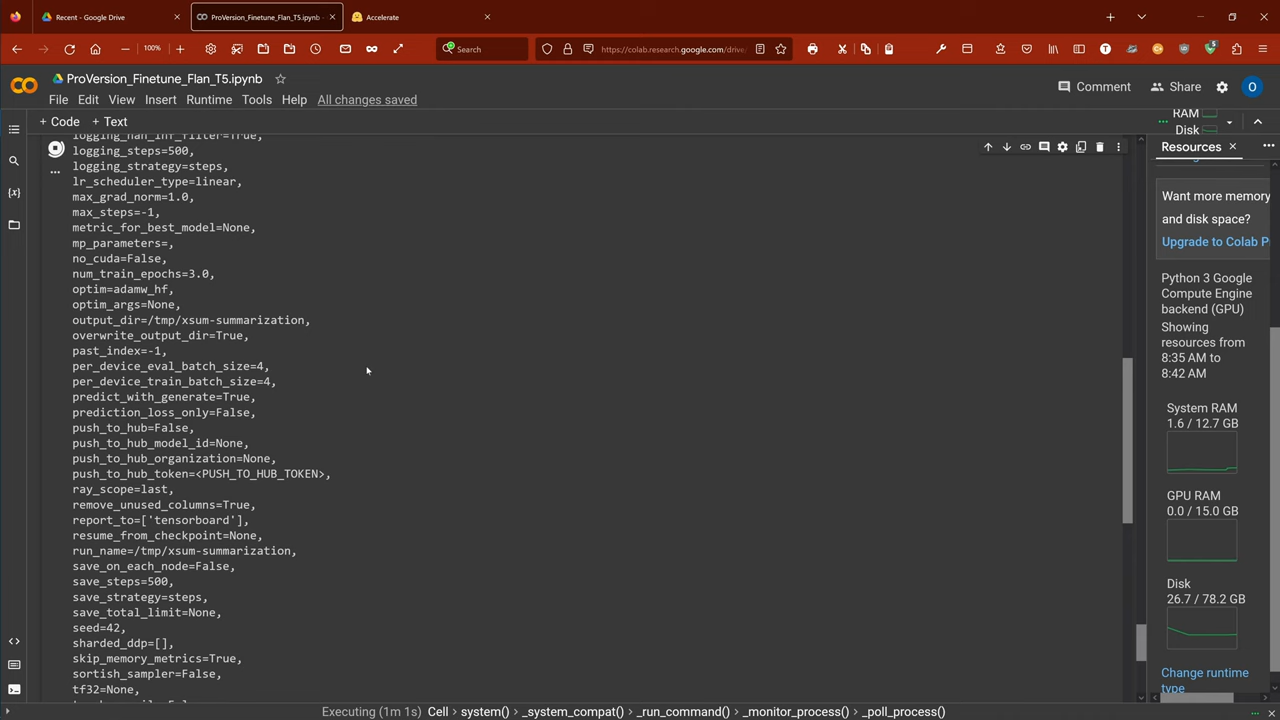 Recent - Google Drive
ProVersion_Finetune_Flan_T5.ipynb
Accelerate
100%
Search
https://colab.research.google.com/drive
ProVersion_Finetune_Flan_T5.ipynb
Comment
Share
O
File Edit View Insert Runtime Tools Help All changes saved
+ Code + Text
RAM
Disk
Resources
logging_nan_inf_filter=True,
logging_steps=500,
logging_strategy=steps,
lr_scheduler_type=linear,
max_grad_norm=1.0,
max_steps=-1,
metric_for_best_model=None,
mp_parameters=,
no_cuda=False,
num_train_epochs=3.0,
optim=adamw_hf,
optim_args=None,
output_dir=/tmp/xsum-summarization,
overwrite_output_dir=True,
past_index=-1,
per_device_eval_batch_size=4,
per_device_train_batch_size=4,
predict_with_generate=True,
prediction_loss_only=False,
push_to_hub=False,
push_to_hub_model_id=None,
push_to_hub_organization=None,
push_to_hub_token=<PUSH_TO_HUB_TOKEN>,
ray_scope=last,
remove_unused_columns=True,
report_to=['tensorboard'],
resume_from_checkpoint=None,
run_name=/tmp/xsum-summarization,
save_on_each_node=False,
save_steps=500,
save_strategy=steps,
save_total_limit=None,
seed=42,
sharded_ddp=[],
skip_memory_metrics=True,
sortish_sampler=False,
tf32=None,
Want more memory
and disk space?
Upgrade to Colab P
Python 3 Google
Compute Engine
backend (GPU)
Showing
resources from
8:35 AM to
8:42 AM
System RAM
1.6 / 12.7 GB
GPU RAM
0.0 / 15.0 GB
Disk
26.7 / 78.2 GB
Change runtime
type
Executing (1m 1s) Cell > system() > _system_compat() > _run_command() > _monitor_process() > _poll_process()